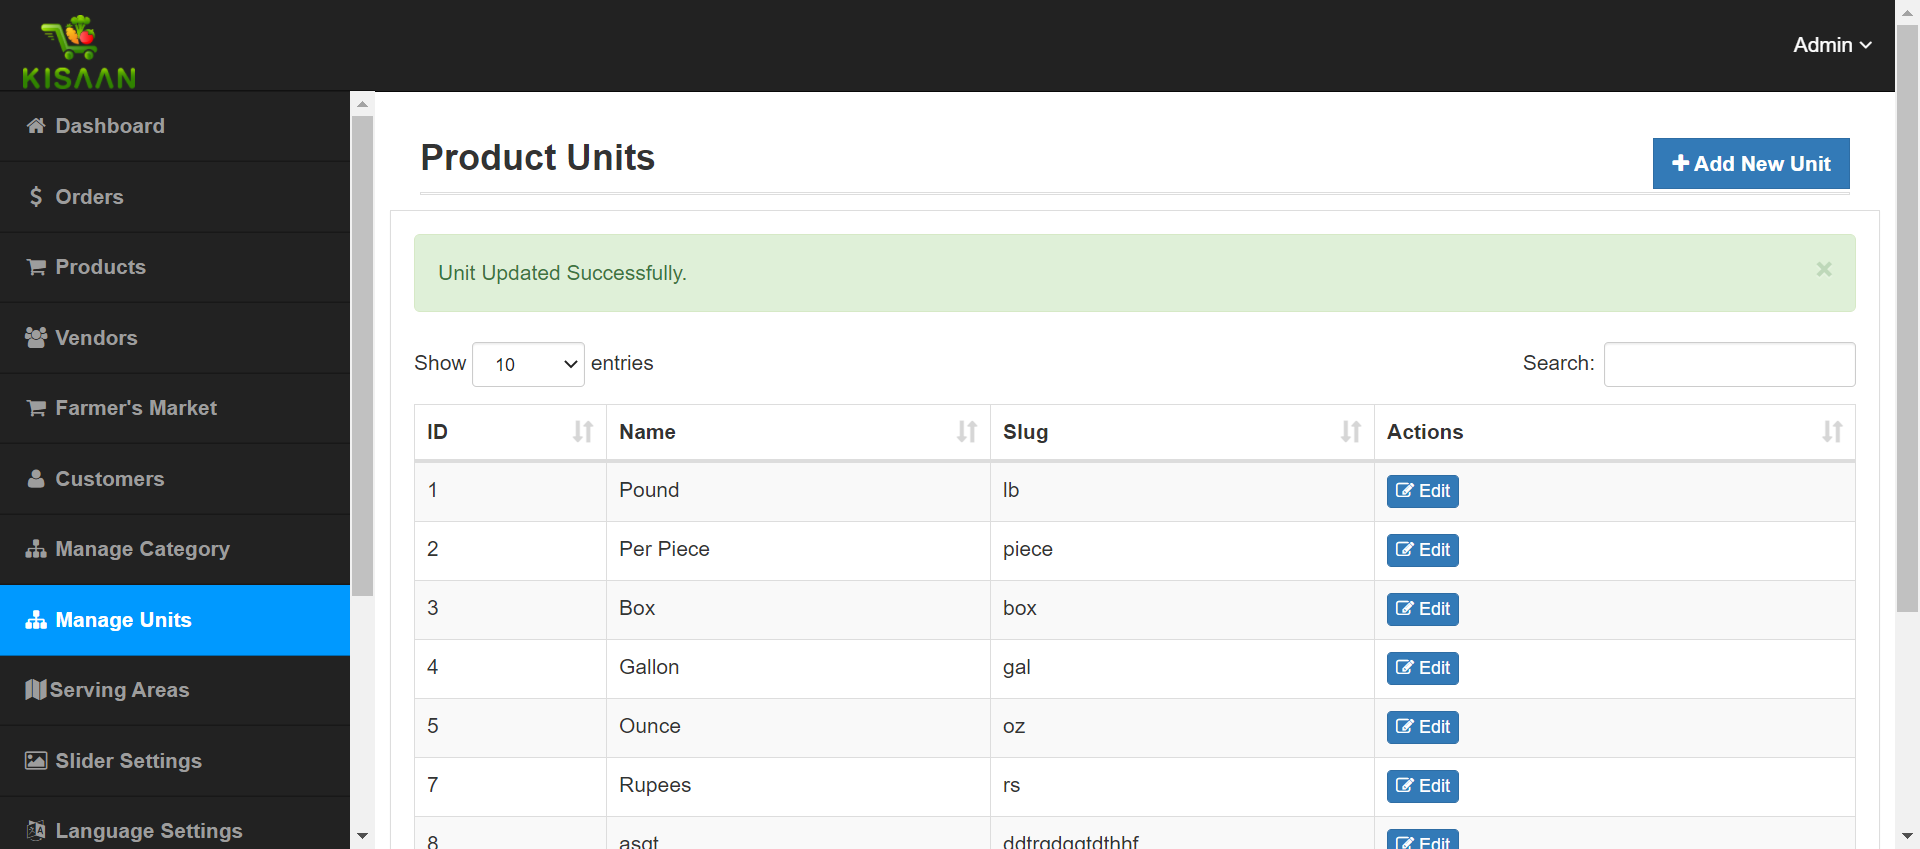 KISAAN
Admin
Dashboard
Orders
Products
Vendors
Farmer's Market
Customers
Manage Category
Manage Units
Serving Areas
Slider Settings
Language Settings
Product Units
Add New Unit
Unit Updated Successfully.
×
Show 10 entries
Search:
ID Name Slug Actions
1 Pound lb Edit
2 Per Piece piece Edit
3 Box box Edit
4 Gallon gal Edit
5 Ounce oz Edit
7 Rupees rs Edit
8 Edit